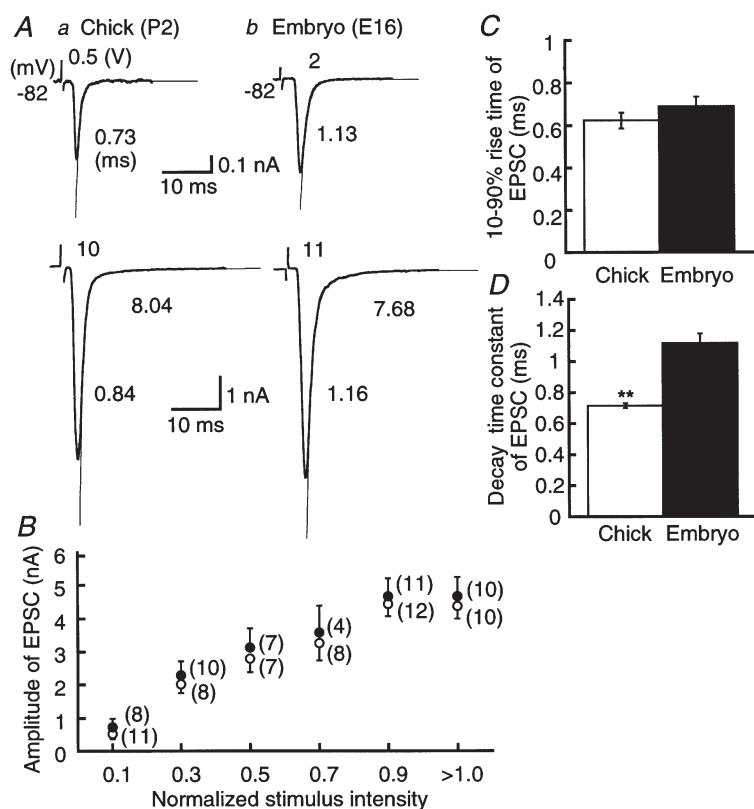 A
a Chick (P2)
b Embryo (E16)
0.5 (V)
2
(mV)
-82
-82
0.73
(ms)
1.13
0.1 nA
10 ms
10
11
8.04
7.68
0.84
1.16
1 nA
10 ms
B
Amplitude of EPSC (nA)
6
5
4
3
2
1
0
(8)
(11)
(10)
(8)
(7)
(7)
(4)
(8)
(11)
(12)
(10)
(10)
0.1 0.3 0.5 0.7 0.9 >1.0
Normalized stimulus intensity
C
10-90% rise time of
EPSC (ms)
1
0.8
0.6
0.4
0.2
0
Chick Embryo
D
Decay time constant
of EPSC (ms)
1.4
1.2
1
0.8
0.6
0.4
0.2
0
**
Chick Embryo